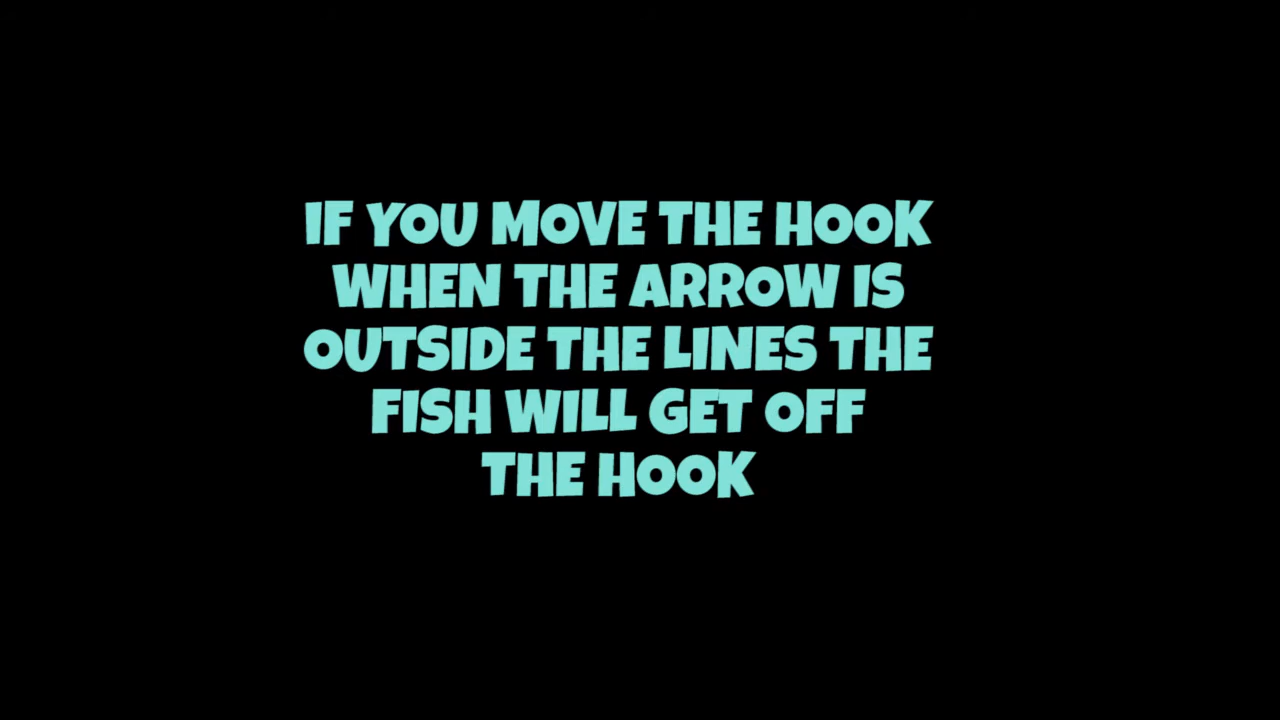 IF YOU MOVE THE HOOK
WHEN THE ARROW IS
OUTSIDE THE LINES THE
FISH WILL GET OFF
THE HOOK